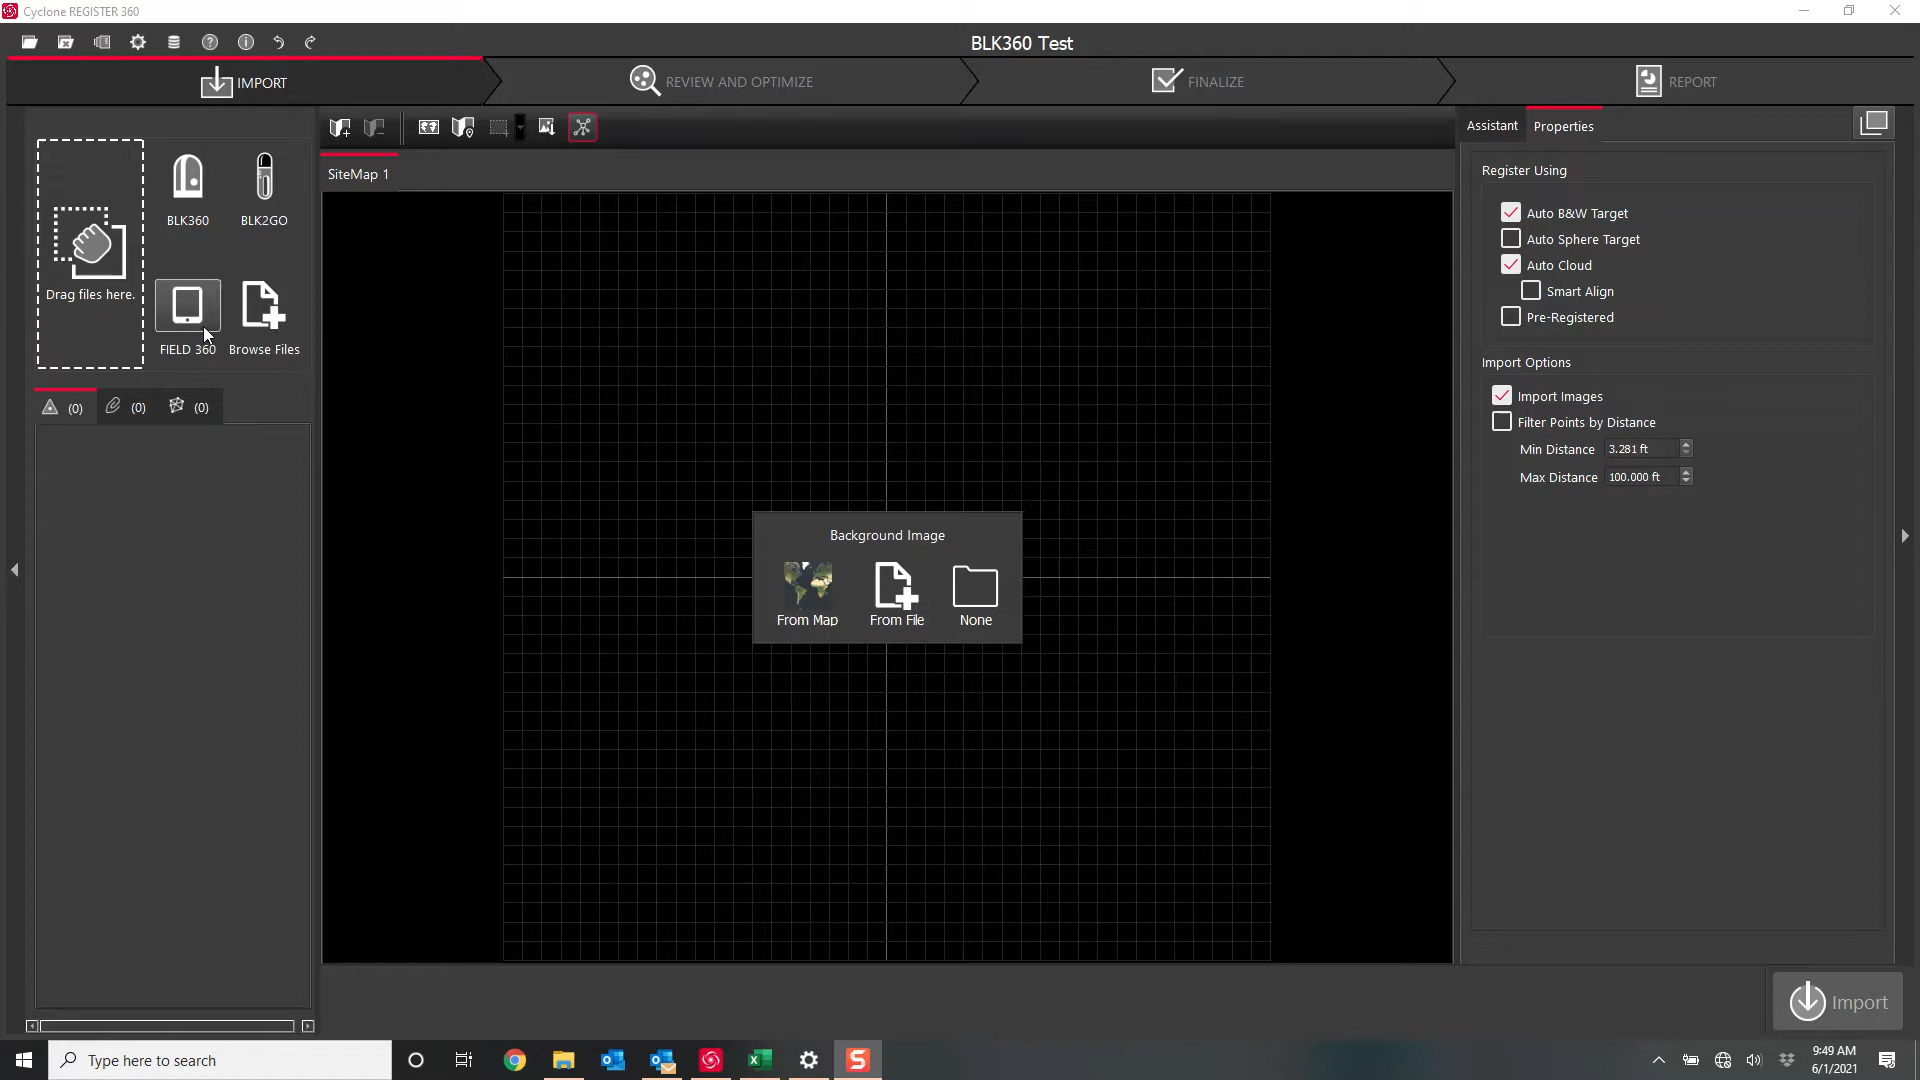 Cyclone REGISTER 360
BLK360 Test
IMPORT
REVIEW AND OPTIMIZE
FINALIZE
REPORT
Drag files here.
BLK360
BLK2GO
FIELD 360
Browse Files
(0)
(0)
(0)
SiteMap 1
Background Image
From Map
From File
None
Assistant
Properties
Register Using
Auto B&W Target
Auto Sphere Target
Auto Cloud
Smart Align
Pre-Registered
Import Options
Import Images
Filter Points by Distance
Min Distance 3.281 ft
Max Distance 100.000 ft
Import
Type here to search
9:49 AM
6/1/2021